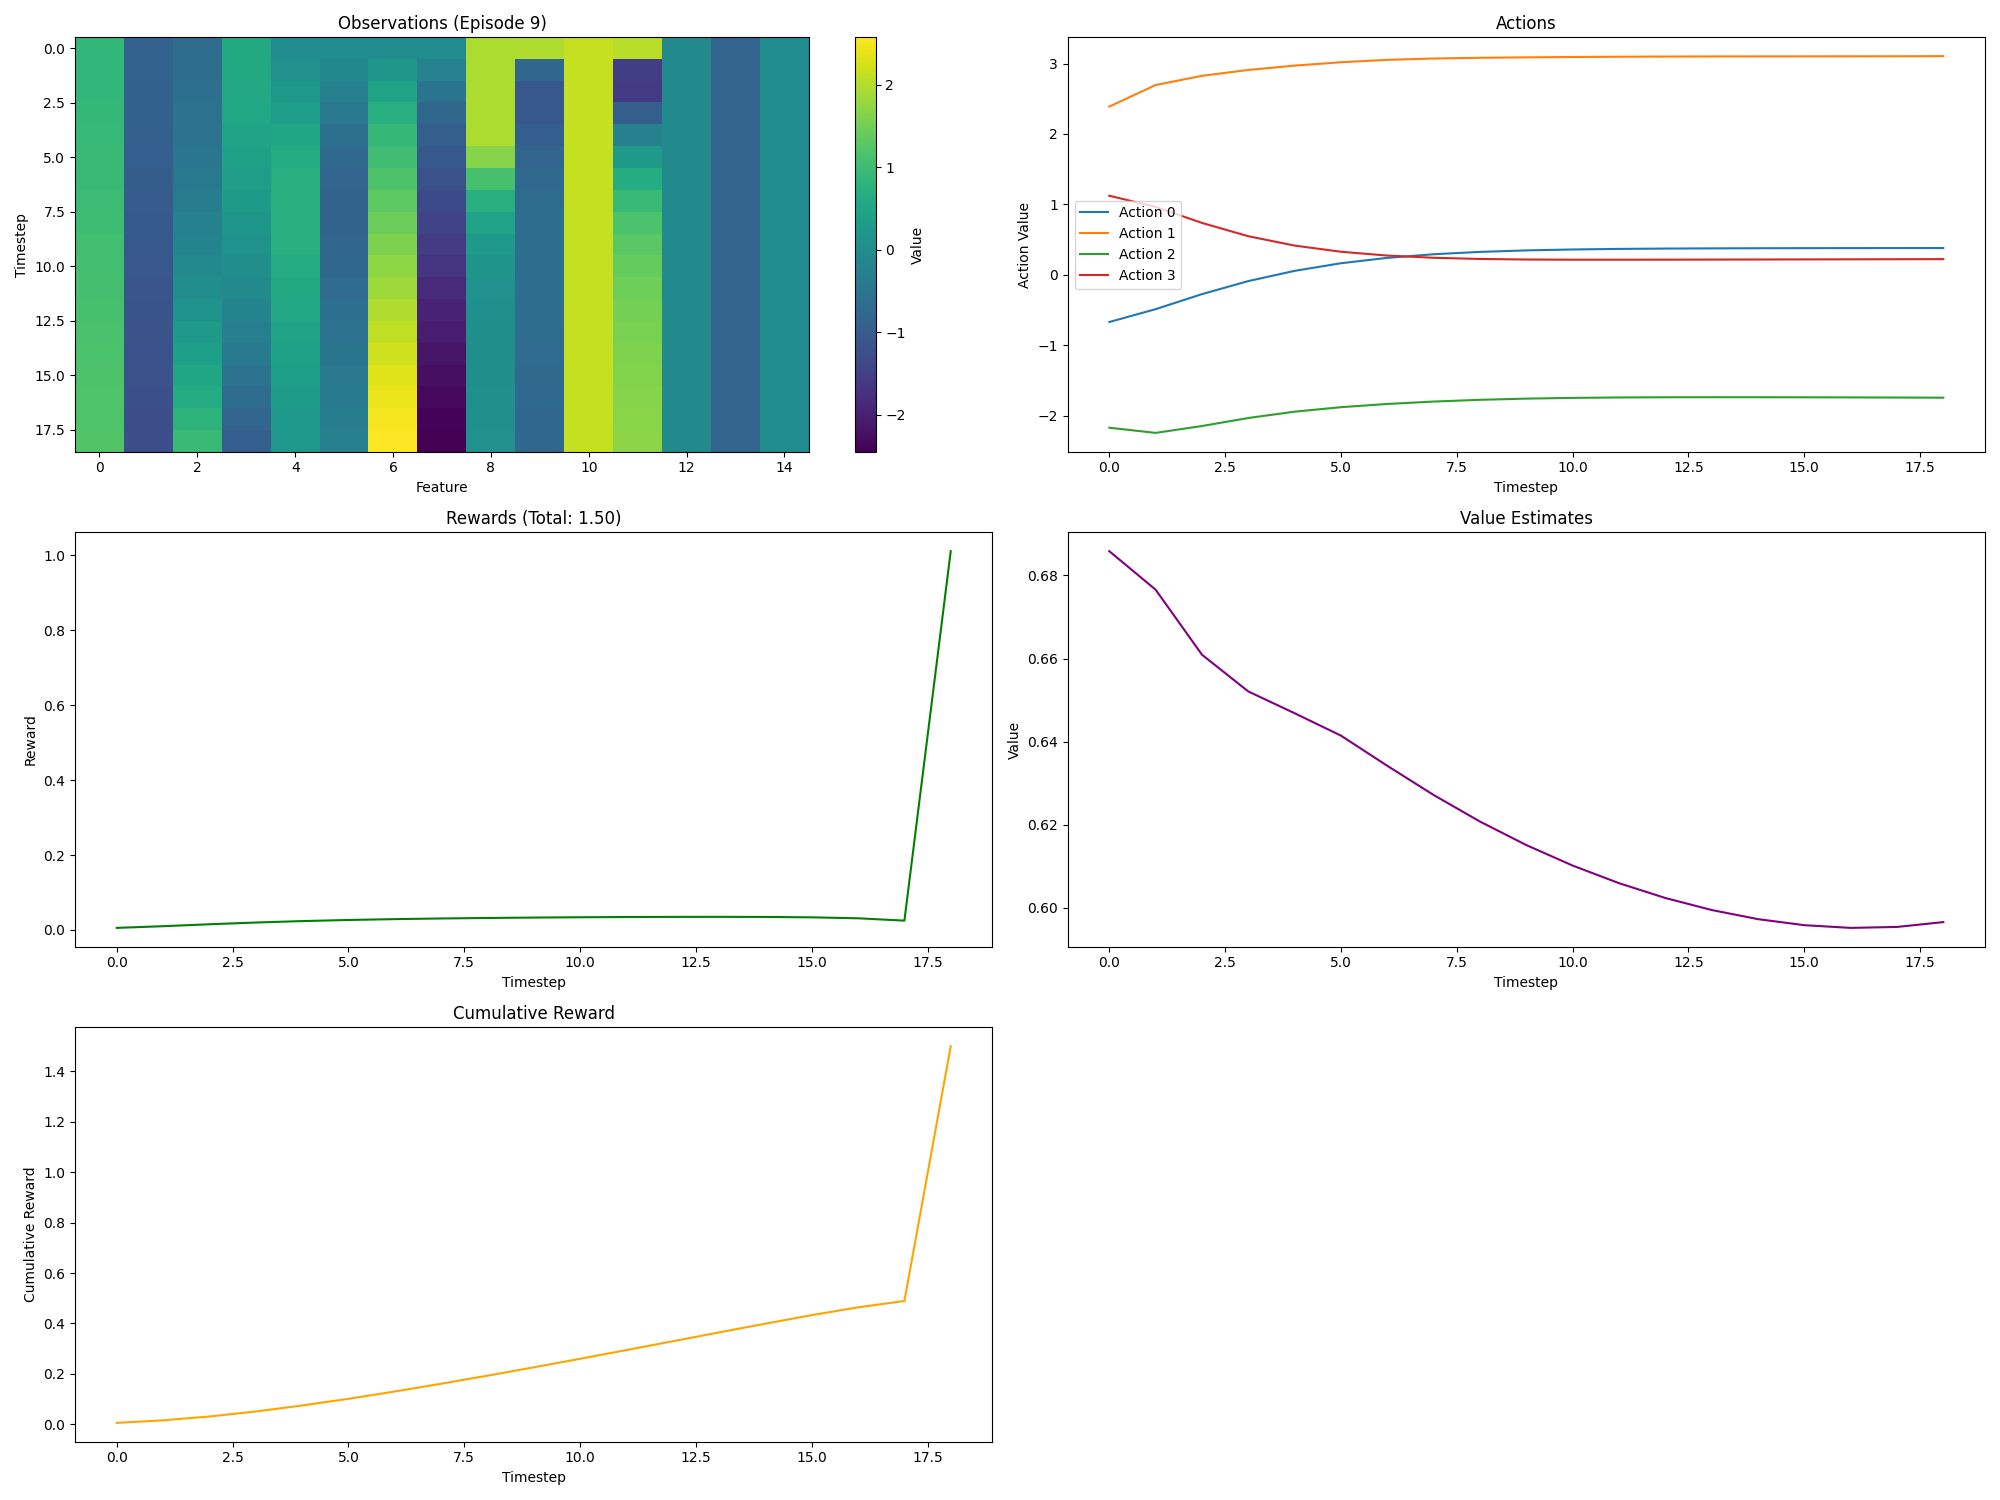 Observations (Episode 9)
0.0
2.5
5.0
7.5
10.0
12.5
15.0
17.5
Timestep
0 2 4 6 8 10 12 14
Feature
2
1
0
−1
−2
Value
Actions
3
2
1
0
−1
−2
Action Value
Action 0
Action 1
Action 2
Action 3
0.0 2.5 5.0 7.5 10.0 12.5 15.0 17.5
Timestep
Rewards (Total: 1.50)
1.0
0.8
0.6
0.4
0.2
0.0
Reward
0.0 2.5 5.0 7.5 10.0 12.5 15.0 17.5
Timestep
Value Estimates
0.68
0.66
0.64
0.62
0.60
Value
0.0 2.5 5.0 7.5 10.0 12.5 15.0 17.5
Timestep
Cumulative Reward
1.4
1.2
1.0
0.8
0.6
0.4
0.2
0.0
Cumulative Reward
0.0 2.5 5.0 7.5 10.0 12.5 15.0 17.5
Timestep